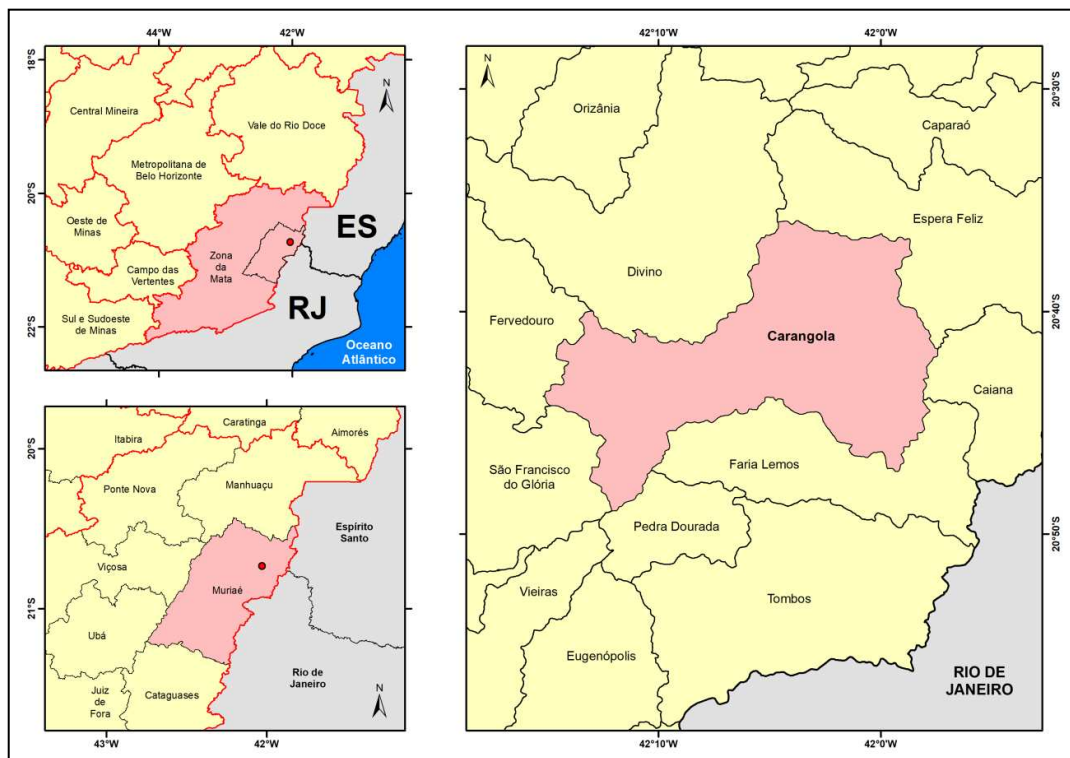 44°W
42°W
18°S
20°S
22°S
N
Central Mineira
Vale do Rio Doce
Metropolitana de
Belo Horizonte
Oeste de
Minas
Zona
da
Mata
Campo das
Vertentes
Sul e Sudoeste
de Minas
ES
RJ
Oceano
Atlântico
20°S
21°S
43°W
42°W
Caratinga
Itabira
Aimorés
Ponte Nova
Manhuaçu
Espírito
Santo
Viçosa
Muriaé
Ubá
Rio de
Janeiro
Juiz
de
Fora
Cataguases
N
42°10'W
42°0'W
N
20°30'S
20°40'S
20°50'S
Orizânia
Caparaó
Espera Feliz
Divino
Fervedouro
Carangola
Caiana
São Francisco
do Glória
Faria Lemos
Pedra Dourada
Vieiras
Tombos
Eugenópolis
RIO DE
JANEIRO
42°10'W
42°0'W